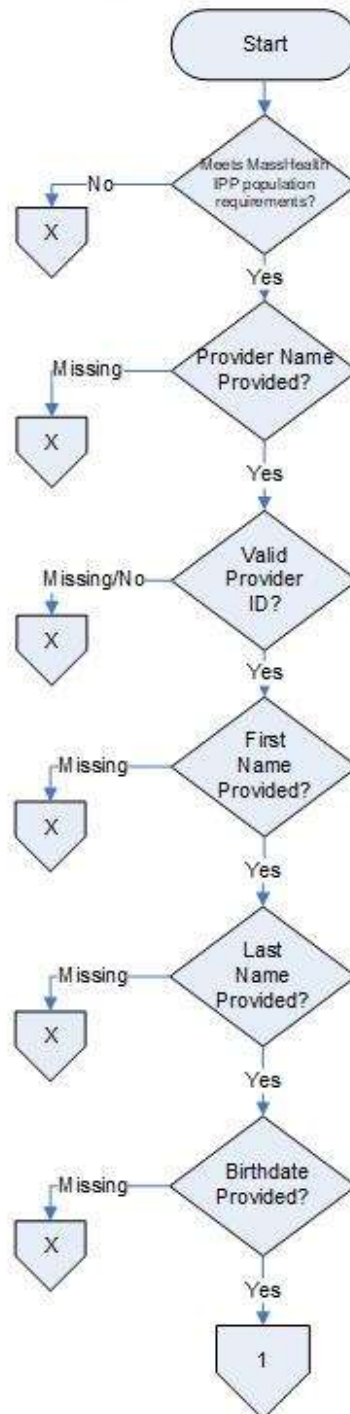 Start
Meets MassHealth
IPP population
requirements?
No
X
Yes
Provider Name
Provided?
Missing
X
Yes
Valid
Provider
ID?
Missing/No
X
Yes
First
Name
Provided?
Missing
X
Yes
Last
Name
Provided?
Missing
X
Yes
Birthdate
Provided?
Missing
X
Yes
1